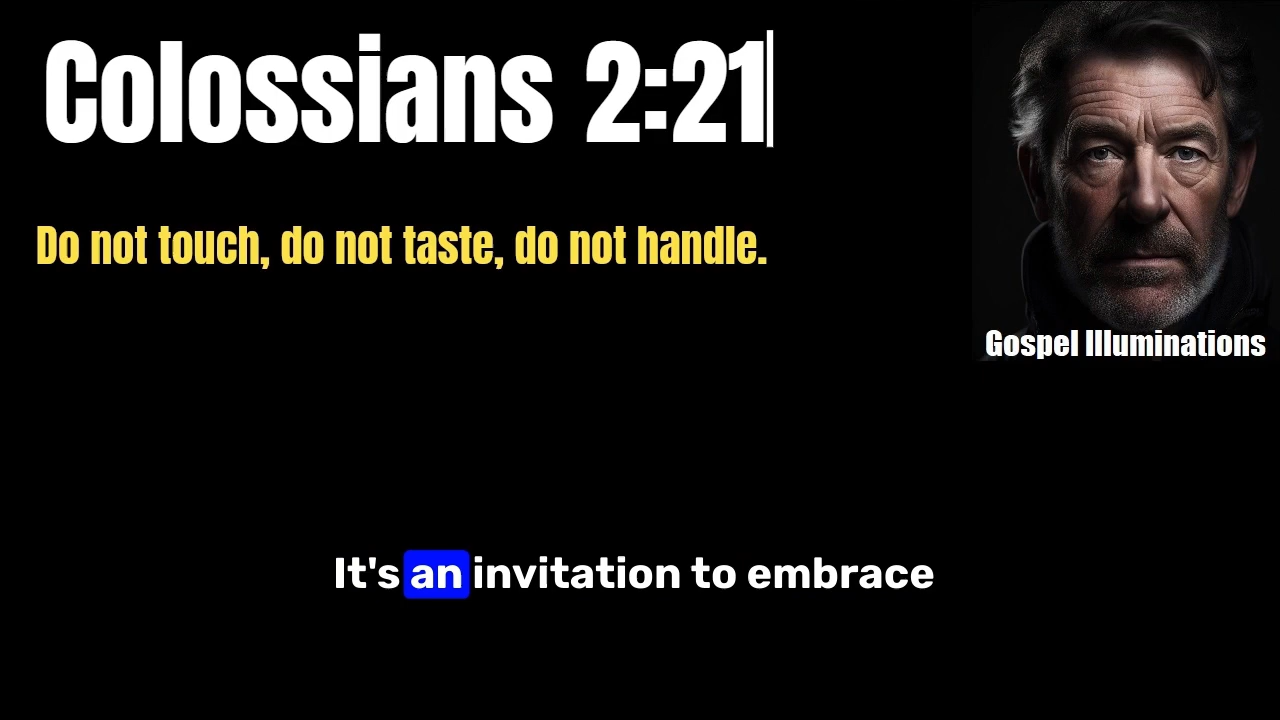 Colossians 2:21
Do not touch, do not taste, do not handle.
Gospel Illuminations
It's an invitation to embrace